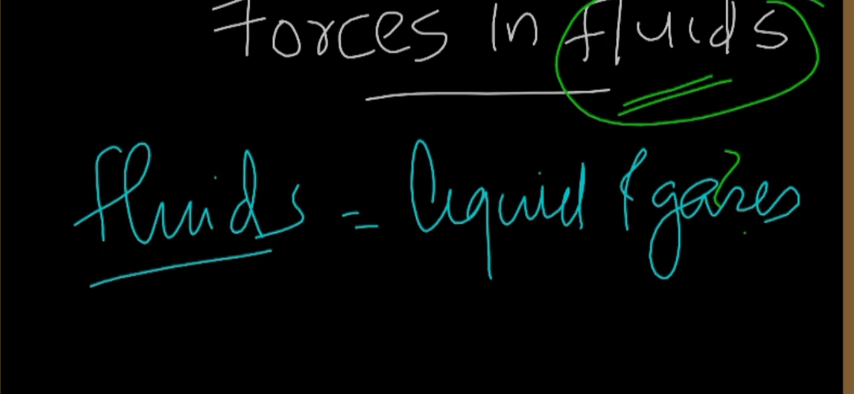 Forces in fluids
fluids = liquid & gases